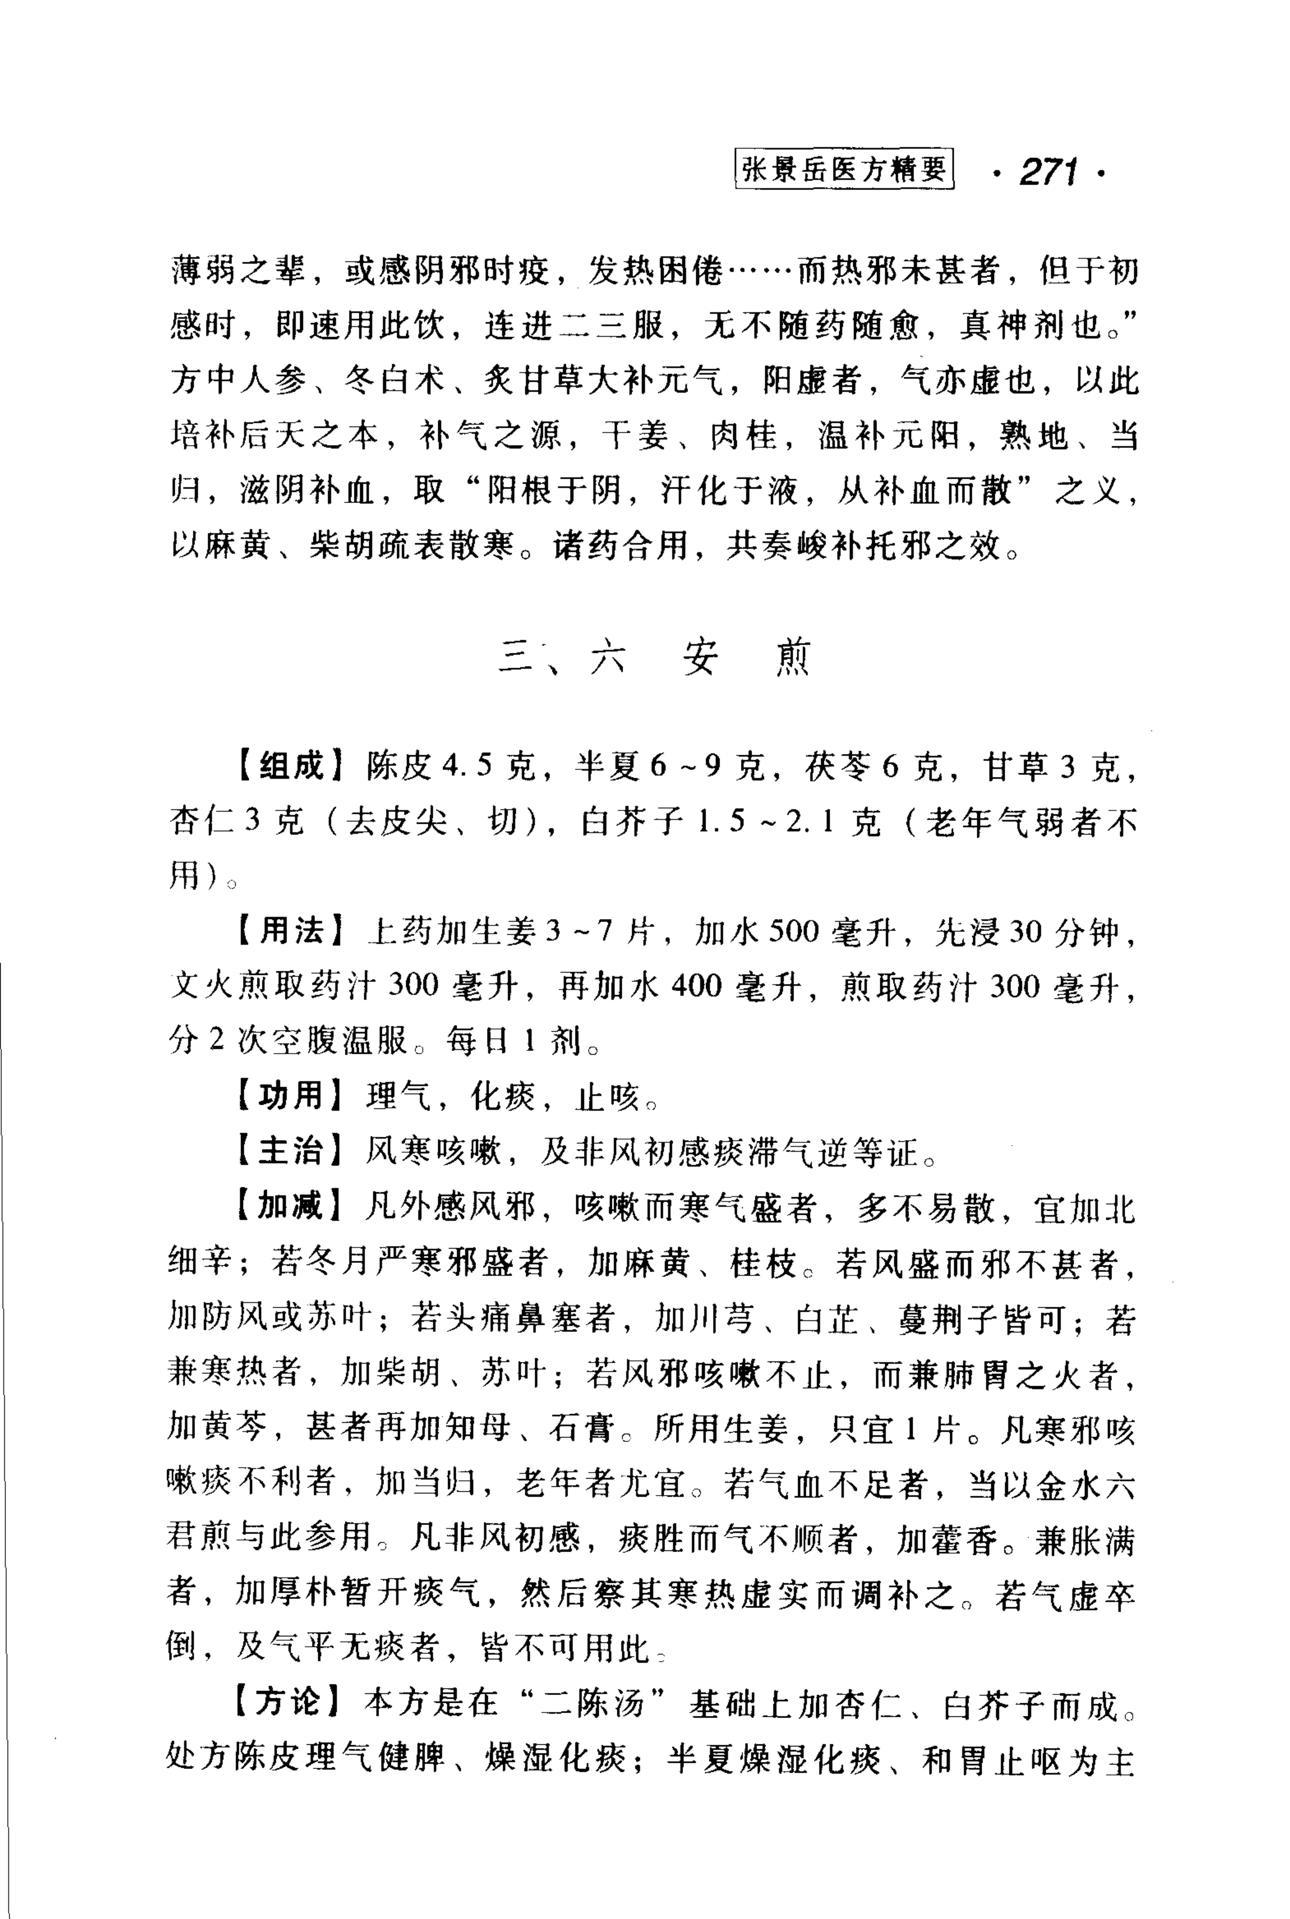 张景岳医方精要 · 271 ·
薄弱之辈，或感阴邪时疫，发热困倦……而热邪未甚者，但于初
感时，即速用此饮，连进二三服，无不随药随愈，真神剂也。”
方中人参、冬白术、炙甘草大补元气，阳虚者，气亦虚也，以此
培补后天之本，补气之源，干姜、肉桂，温补元阳，熟地、当
归，滋阴补血，取“阳根于阴，汗化于液，从补血而散”之义，
以麻黄、柴胡疏表散寒。诸药合用，共奏峻补托邪之效。
三、六安煎
【组成】陈皮4.5克，半夏6~9克，茯苓6克，甘草3克，
杏仁3克（去皮尖、切），白芥子1.5~2.1克（老年气弱者不
用）。
【用法】上药加生姜3~7片，加水500毫升，先浸30分钟，
文火煎取药汁300毫升，再加水400毫升，煎取药汁300毫升，
分2次空腹温服。每日1剂。
【功用】理气，化痰，止咳。
【主治】风寒咳嗽，及非风初感痰滞气逆等证。
【加减】凡外感风邪，咳嗽而寒气盛者，多不易散，宜加北
细辛；若冬月严寒邪盛者，加麻黄、桂枝。若风盛而邪不甚者，
加防风或苏叶；若头痛鼻塞者，加川芎、白芷、蔓荆子皆可；若
兼寒热者，加柴胡、苏叶；若风邪咳嗽不止，而兼肺胃之火者，
加黄芩，甚者再加知母、石膏。所用生姜，只宜1片。凡寒邪咳
嗽痰不利者，加当归，老年者尤宜。若气血不足者，当以金水六
君煎与此参用。凡非风初感，痰胜而气不顺者，加藿香。兼胀满
者，加厚朴暂开痰气，然后察其寒热虚实而调补之。若气虚卒
倒，及气平无痰者，皆不可用此。
【方论】本方是在“二陈汤”基础上加杏仁、白芥子而成。
处方陈皮理气健脾、燥湿化痰；半夏燥湿化痰、和胃止呕为主